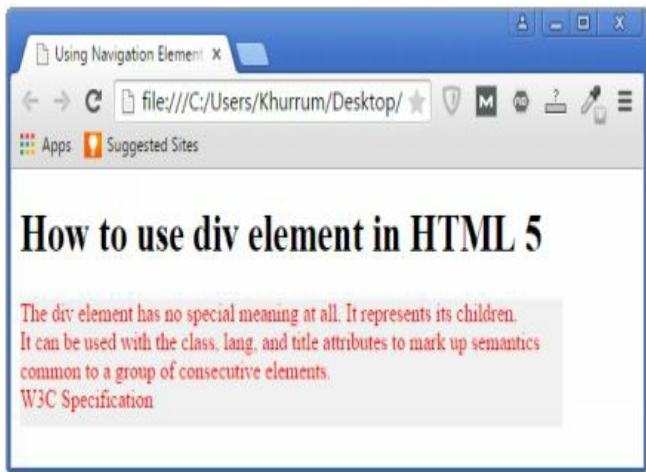 Using Navigation Element
file:///C:/Users/Khurrum/Desktop/
Apps Suggested Sites
How to use div element in HTML 5
The div element has no special meaning at all. It represents its children.
It can be used with the class, lang, and title attributes to mark up semantics
common to a group of consecutive elements.
W3C Specification